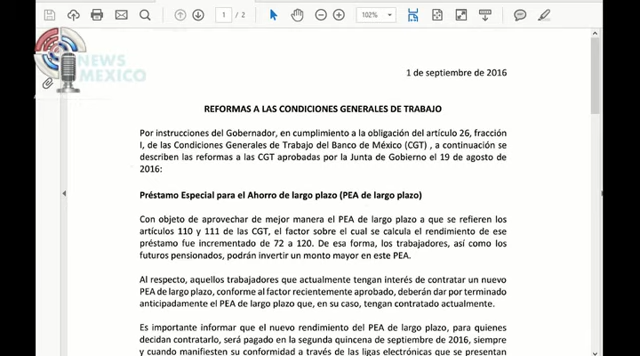 1 / 2
102%
NEWS
MEXICO
1 de septiembre de 2016
REFORMAS A LAS CONDICIONES GENERALES DE TRABAJO
Por instrucciones del Gobernador, en cumplimiento a la obligación del artículo 26, fracción
I, de las Condiciones Generales de Trabajo del Banco de México (CGT) , a continuación se
describen las reformas a las CGT aprobadas por la Junta de Gobierno el 19 de agosto de
2016:
Préstamo Especial para el Ahorro de largo plazo (PEA de largo plazo)
Con objeto de aprovechar de mejor manera el PEA de largo plazo a que se refieren los
artículos 110 y 111 de las CGT, el factor sobre el cual se calcula el rendimiento de ese
préstamo fue incrementado de 72 a 120. De esa forma, los trabajadores, así como los
futuros pensionados, podrán invertir un monto mayor en este PEA.
Al respecto, aquellos trabajadores que actualmente tengan interés de contratar un nuevo
PEA de largo plazo, conforme al factor recientemente aprobado, deberán dar por terminado
anticipadamente el PEA de largo plazo que, en su caso, tengan contratado actualmente.
Es importante informar que el nuevo rendimiento del PEA de largo plazo, para quienes
decidan contratarlo, será pagado en la segunda quincena de septiembre de 2016, siempre
y cuando manifiesten su conformidad a través de las ligas electrónicas que se presentan